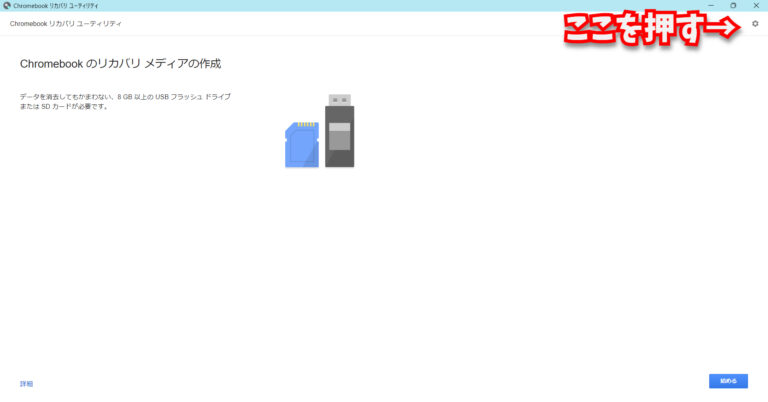 Chromebook リカバリ ユーティリティ
Chromebook リカバリ ユーティリティ
ここを押す→
Chromebook のリカバリ メディアの作成
データを消去してもかまわない、8 GB 以上の USB フラッシュ ドライブ
または SD カードが必要です。
詳細
始める